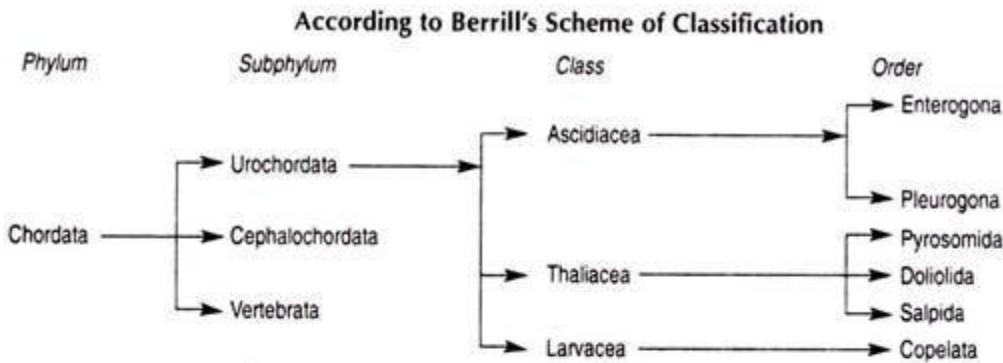 According to Berrill's Scheme of Classification
Phylum Subphylum Class Order
Enterogona
Ascidiacea
Urochordata
Pleurogona
Chordata Cephalochordata Pyrosomida
Thaliacea Doliolida
Vertebrata Salpida
Larvacea Copelata